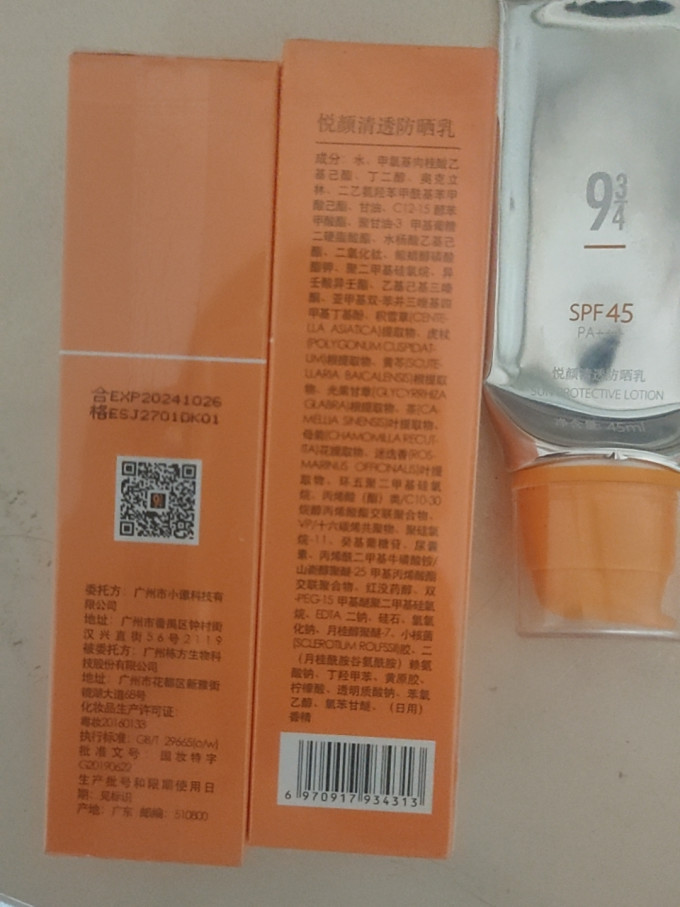 合EXP20241026
格ESJ2701DK01
委托方：广州市小惠科技有
限公司
地址：广州市番禺区钟村街
汉兴直街56号2119
被委托方：广州栋方生物科
技股份有限公司
地址：广州市花都区新雅街
镜湖大道68号
化妆品生产许可证：
粤妆20160133
执行标准：GB/T 29665(o/w)
批准文号：国妆特字
G20190622
生产批号和限期使用日
期：见标识
产地：广东 邮编：510800
悦颜清透防晒乳
成分：水、甲氧基肉桂酸乙
基己酯、丁二醇、奥克立
林、二乙氨羟苯甲酰基苯甲
酸己酯、甘油、C12-15 醇苯
甲酸酯、聚甘油-3 甲基葡糖
二硬脂酸酯、水杨酸乙基己
酯、二氧化钛、鲸蜡醇磷酸
酯钾、聚二甲基硅氧烷、异
壬酸异壬酯、乙基己基三嗪
酮、亚甲基双-苯并三唑基四
甲基丁基酚、积雪草(CENTE-
LLA ASIATICA)提取物、虎杖
(POLYGONUM CUSPIDAT-
UM)根提取物、黄芩(SCUTE-
LLARIA BAICALENSIS)根提取
物、光果甘草(GLYCYRRHIZA
GLABRA)根提取物、茶(CA-
MELLIA SINENSIS)叶提取物、
母菊(CHAMOMILLA RECUT-
ITA)花提取物、迷迭香(ROS-
MARINUS OFFICINALIS)叶提
取物、环五聚二甲基硅氧
烷、丙烯酸（酯）类/C10-30
烷醇丙烯酸酯交联聚合物、
VP/十六碳烯共聚物、聚硅氧
烷-11、癸基葡糖苷、尿囊
素、丙烯酰二甲基牛磺酸铵/
山嵛醇聚醚-25 甲基丙烯酸酯
交联聚合物、红没药醇、双
-PEG-15 甲基醚聚二甲基硅氧
烷、EDTA 二钠、硅石、氢氧
化钠、月桂醇聚醚-7、小核菌
(SCLEROTIUM ROLFSSII)胶、二
（月桂酰胺谷氨酰胺）赖氨
酸钠、丁羟甲苯、黄原胶、
柠檬酸、透明质酸钠、苯氧
乙醇、氯苯甘醚、（日用）
香精
6 970917 934313
9 3/4
SPF 45
PA+++
悦颜清透防晒乳
SUN PROTECTIVE LOTION
净含量：45ml